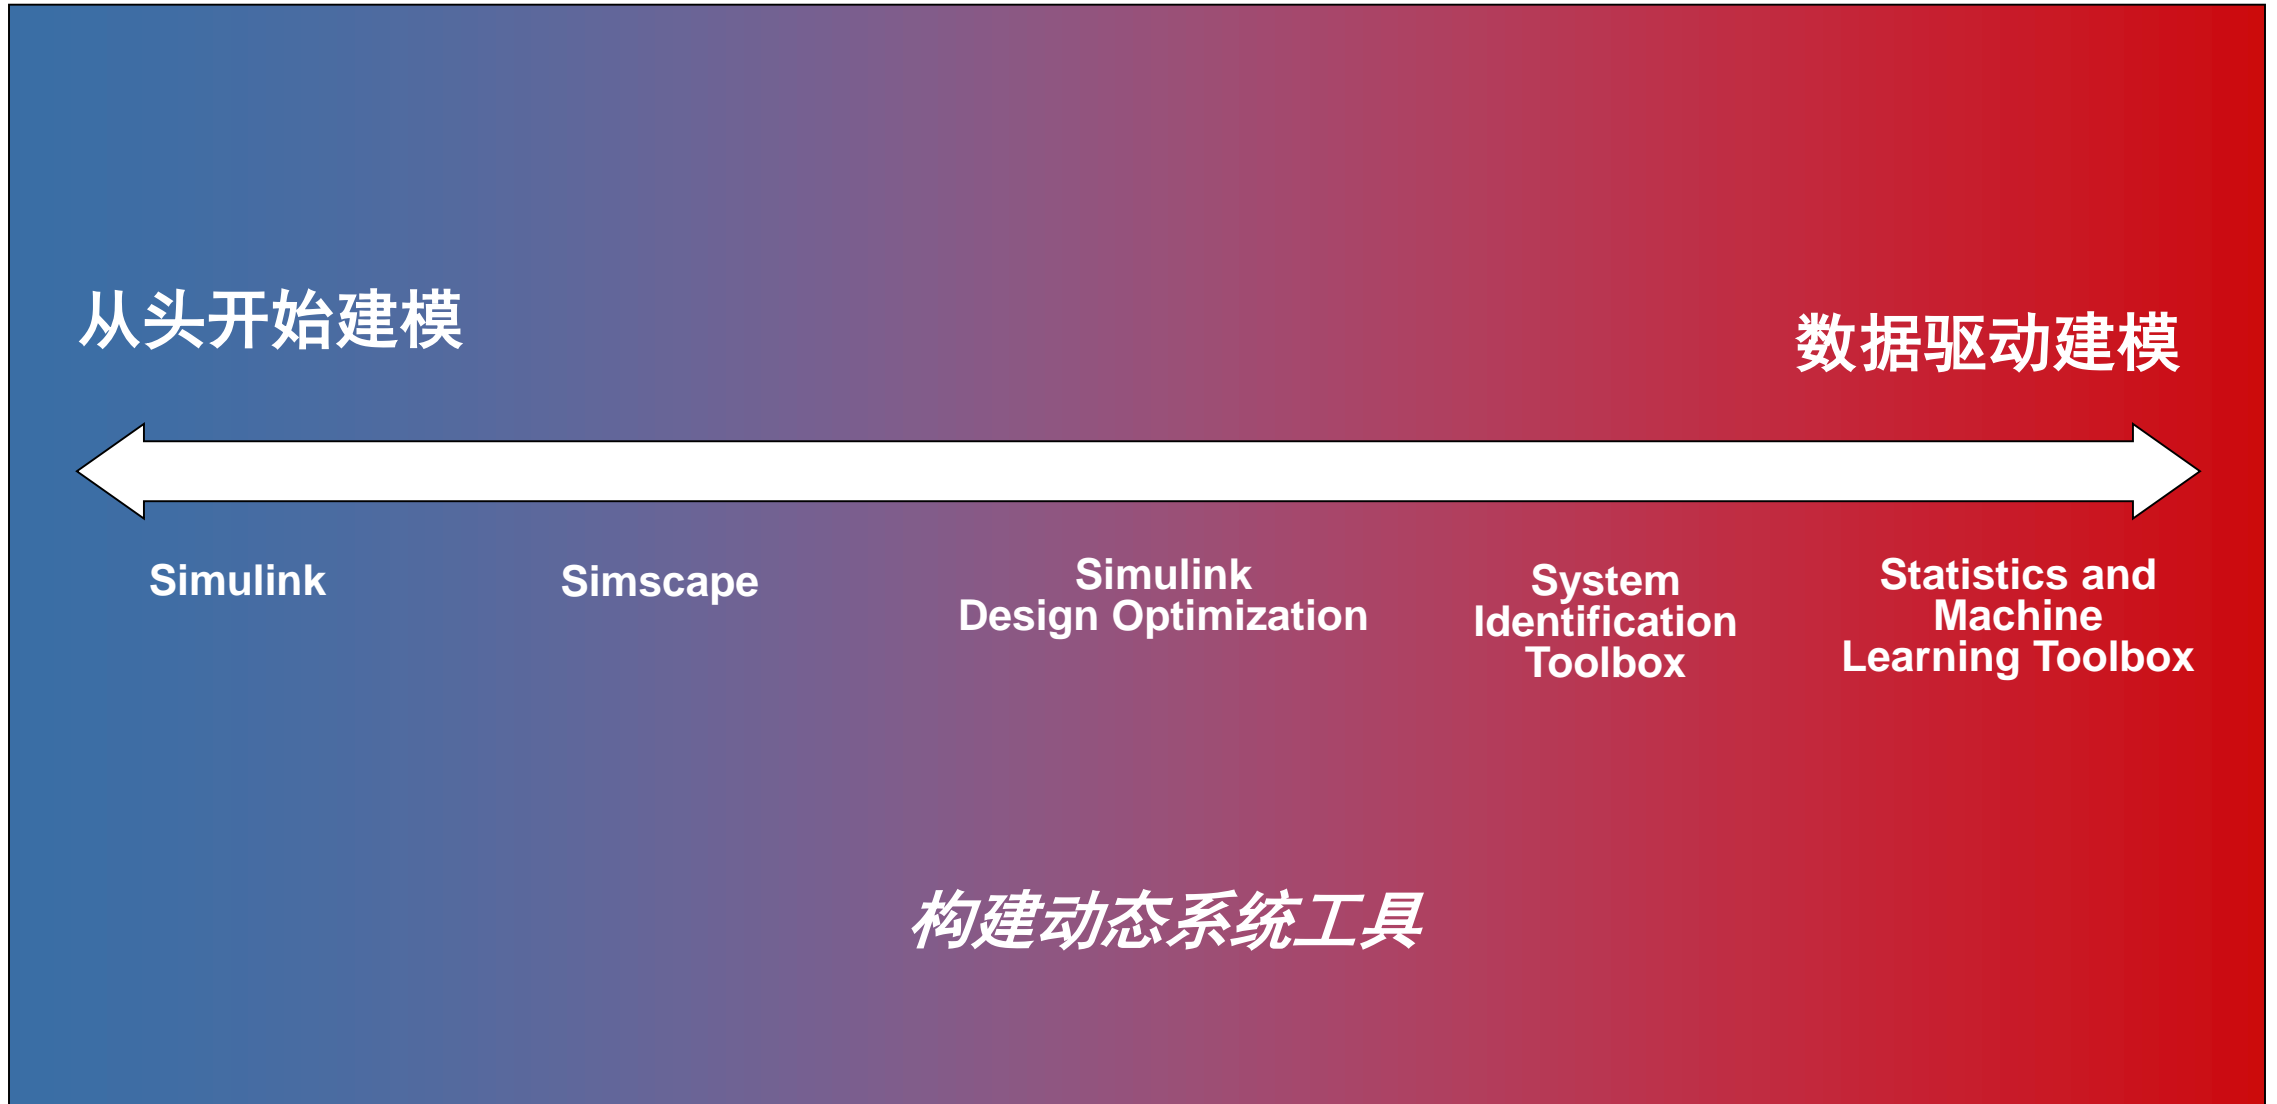 从头开始建模
数据驱动建模
Simulink
Simscape
Simulink
Design Optimization
System
Identification
Toolbox
Statistics and
Machine
Learning Toolbox
构建动态系统工具